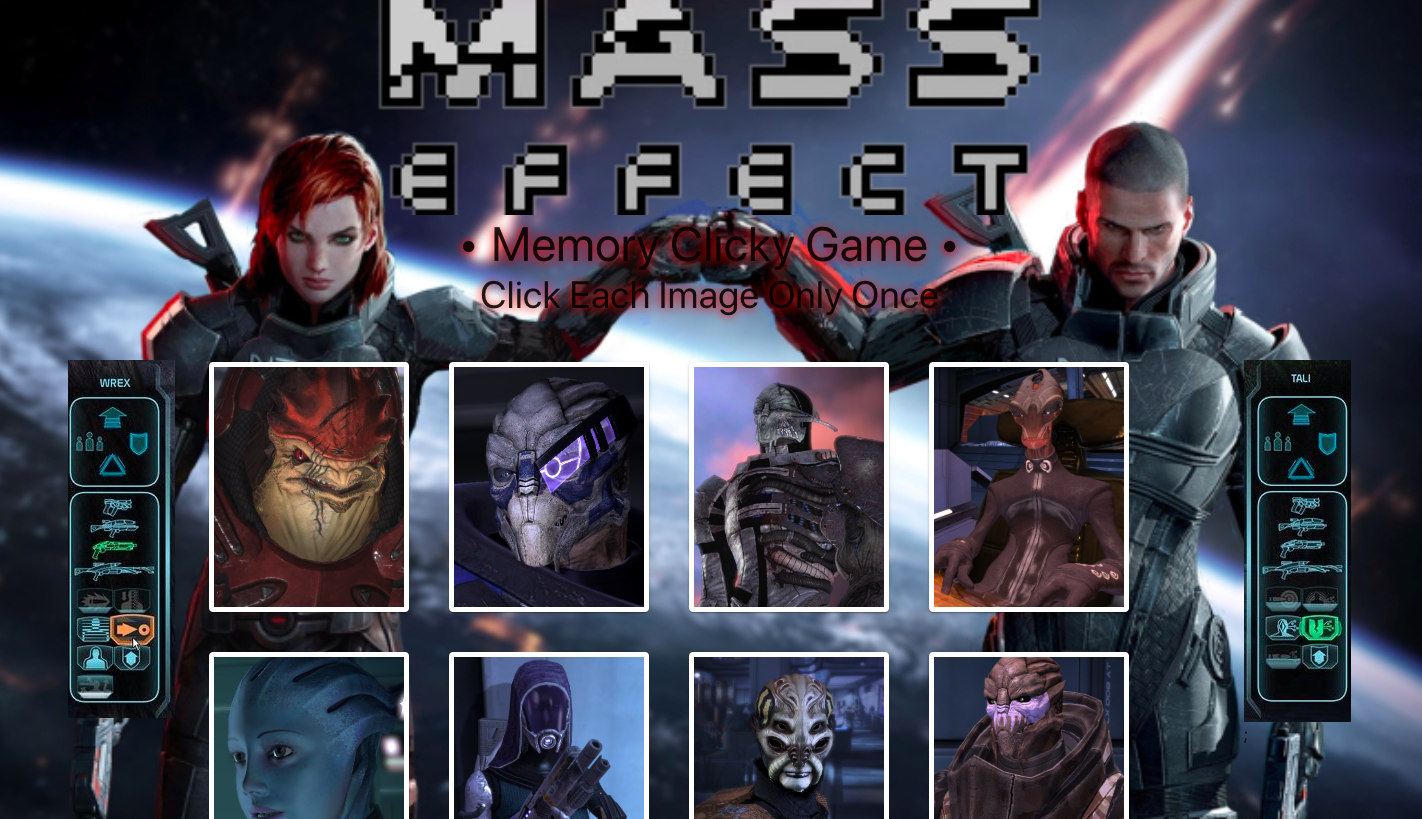 MASS
EFFECT
• Memory Clicky Game •
Click Each Image Only Once
WREX
TALI